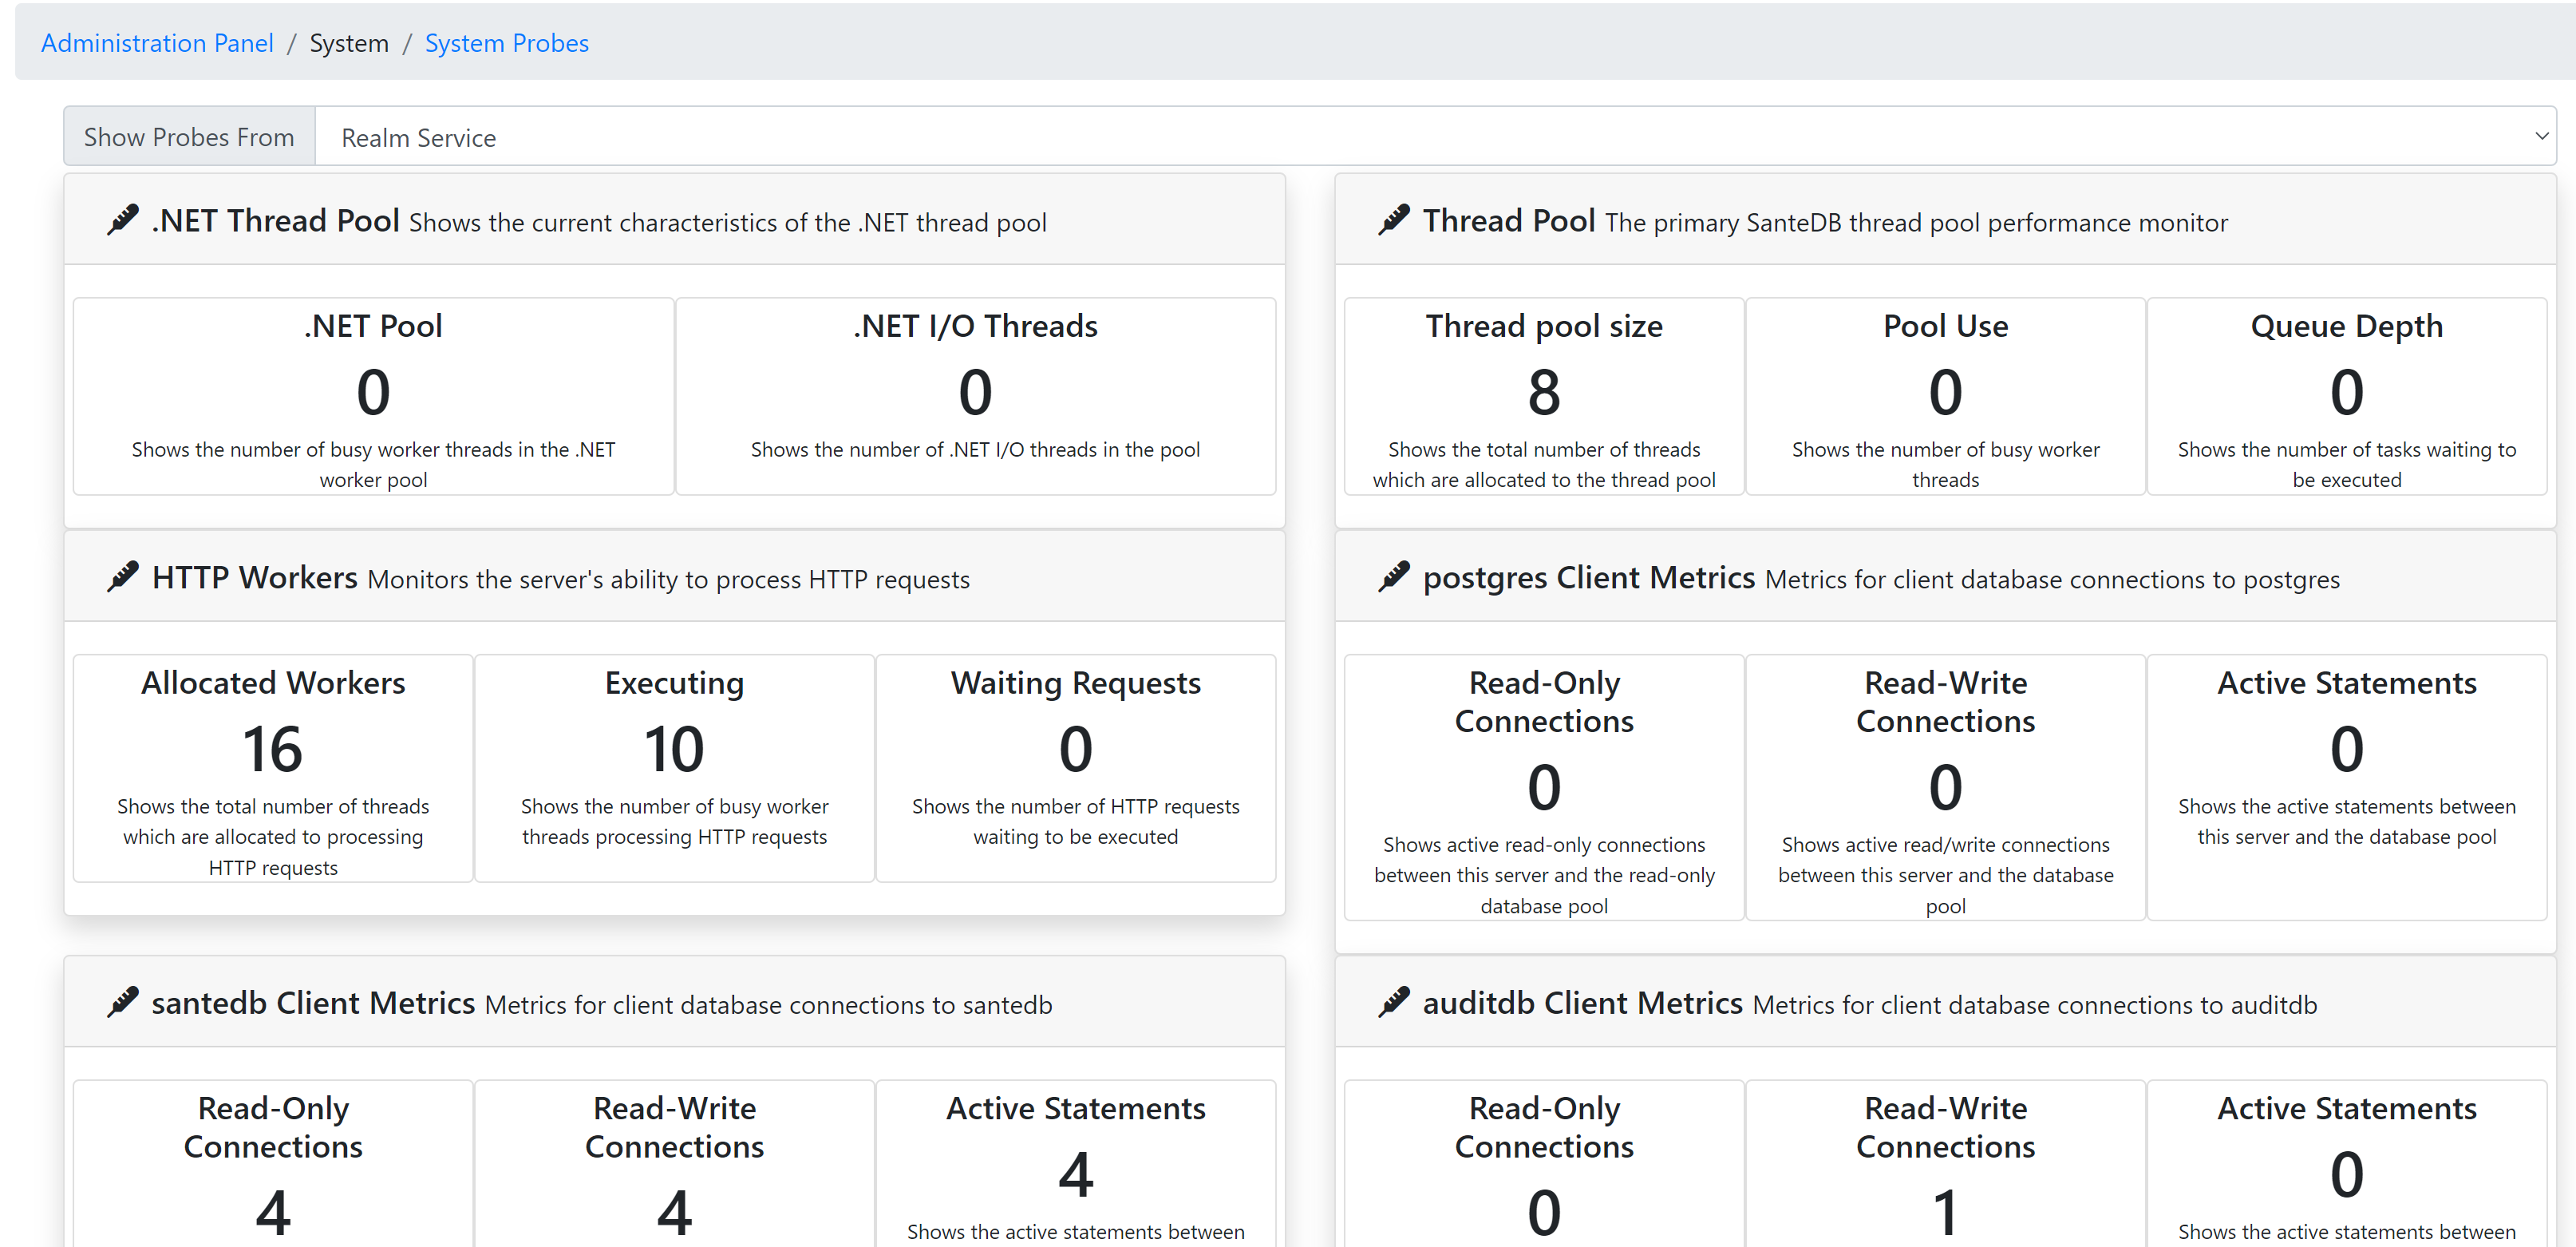 Administration Panel / System / System Probes
Show Probes From Realm Service
.NET Thread Pool Shows the current characteristics of the .NET thread pool
.NET Pool
0
Shows the number of busy worker threads in the .NET
worker pool
.NET I/O Threads
0
Shows the number of .NET I/O threads in the pool
Thread Pool The primary SanteDB thread pool performance monitor
Thread pool size
8
Shows the total number of threads
which are allocated to the thread pool
Pool Use
0
Shows the number of busy worker
threads
Queue Depth
0
Shows the number of tasks waiting to
be executed
HTTP Workers Monitors the server's ability to process HTTP requests
Allocated Workers
16
Shows the total number of threads
which are allocated to processing
HTTP requests
Executing
10
Shows the number of busy worker
threads processing HTTP requests
Waiting Requests
0
Shows the number of HTTP requests
waiting to be executed
postgres Client Metrics Metrics for client database connections to postgres
Read-Only
Connections
0
Shows active read-only connections
between this server and the read-only
database pool
Read-Write
Connections
0
Shows active read/write connections
between this server and the database
pool
Active Statements
0
Shows the active statements between
this server and the database pool
santedb Client Metrics Metrics for client database connections to santedb
Read-Only
Connections
4
Read-Write
Connections
4
Active Statements
4
Shows the active statements between
auditdb Client Metrics Metrics for client database connections to auditdb
Read-Only
Connections
0
Read-Write
Connections
1
Active Statements
0
Shows the active statements between